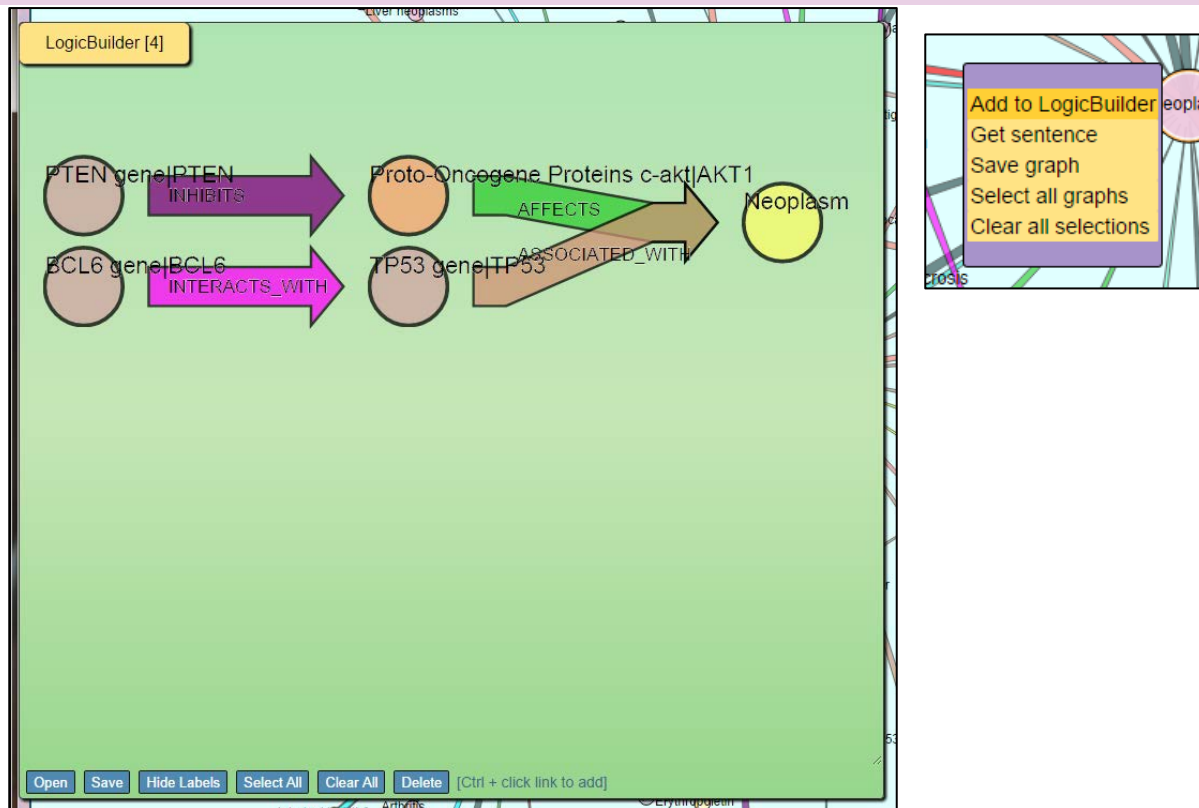 Liver neoplasms
LogicBuilder [4]
PTEN gene|PTEN
INHIBITS
Proto-Oncogene Proteins c-akt|AKT1
AFFECTS
Neoplasm
BCL6 gene|BCL6
INTERACTS_WITH
TP53 gene|TP53
ASSOCIATED_WITH
Open Save Hide Labels Select All Clear All Delete [Ctrl + click link to add]
Arthritis
Erythropoietin
Add to LogicBuilder
Get sentence
Save graph
Select all graphs
Clear all selections